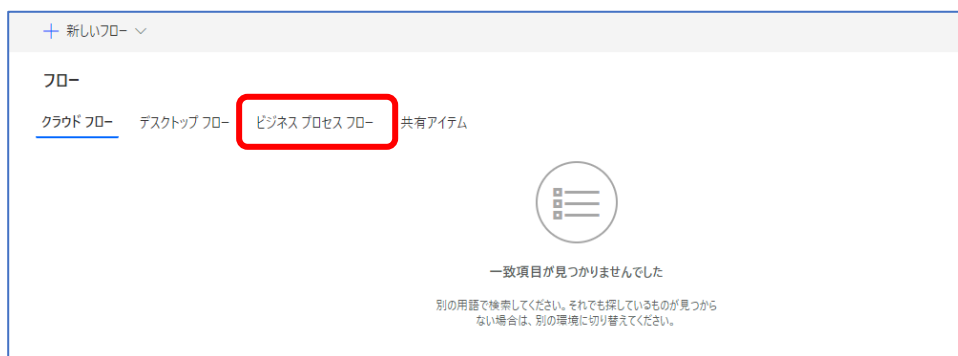 新しいフロー
フロー
クラウド フロー デスクトップ フロー ビジネス プロセス フロー 共有アイテム
一致項目が見つかりませんでした
別の用語で検索してください。それでも探しているものが見つから
ない場合は、別の環境に切り替えてください。